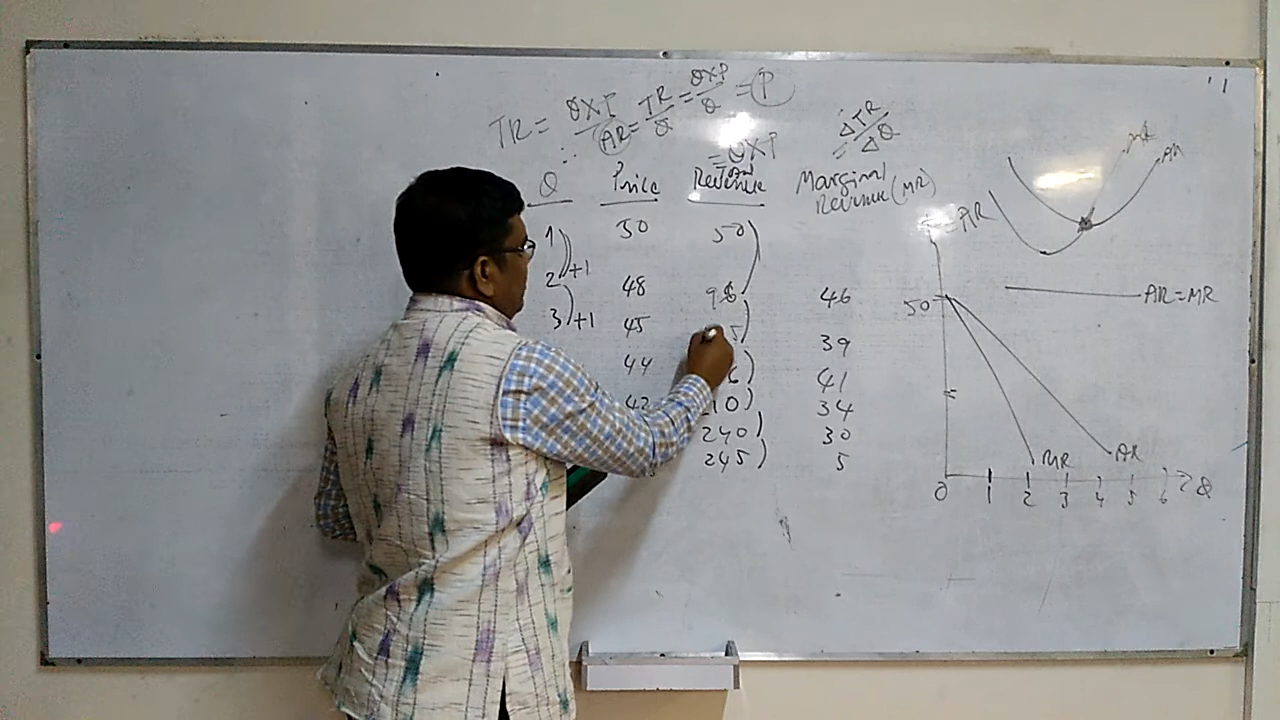 TR = Q×P
∴ AR = TR/Q = Q×P/Q = P
Q Price Total Revenue = Q×P Marginal Revenue (MR) = ΔTR/ΔQ
1 50 50
+1
2 48 96 46
+1
3 45 39
44 41
42 34
240 30
245 5
AR
50
AR=MR
MR AR
0 1 2 3 4 5 6 7 Q